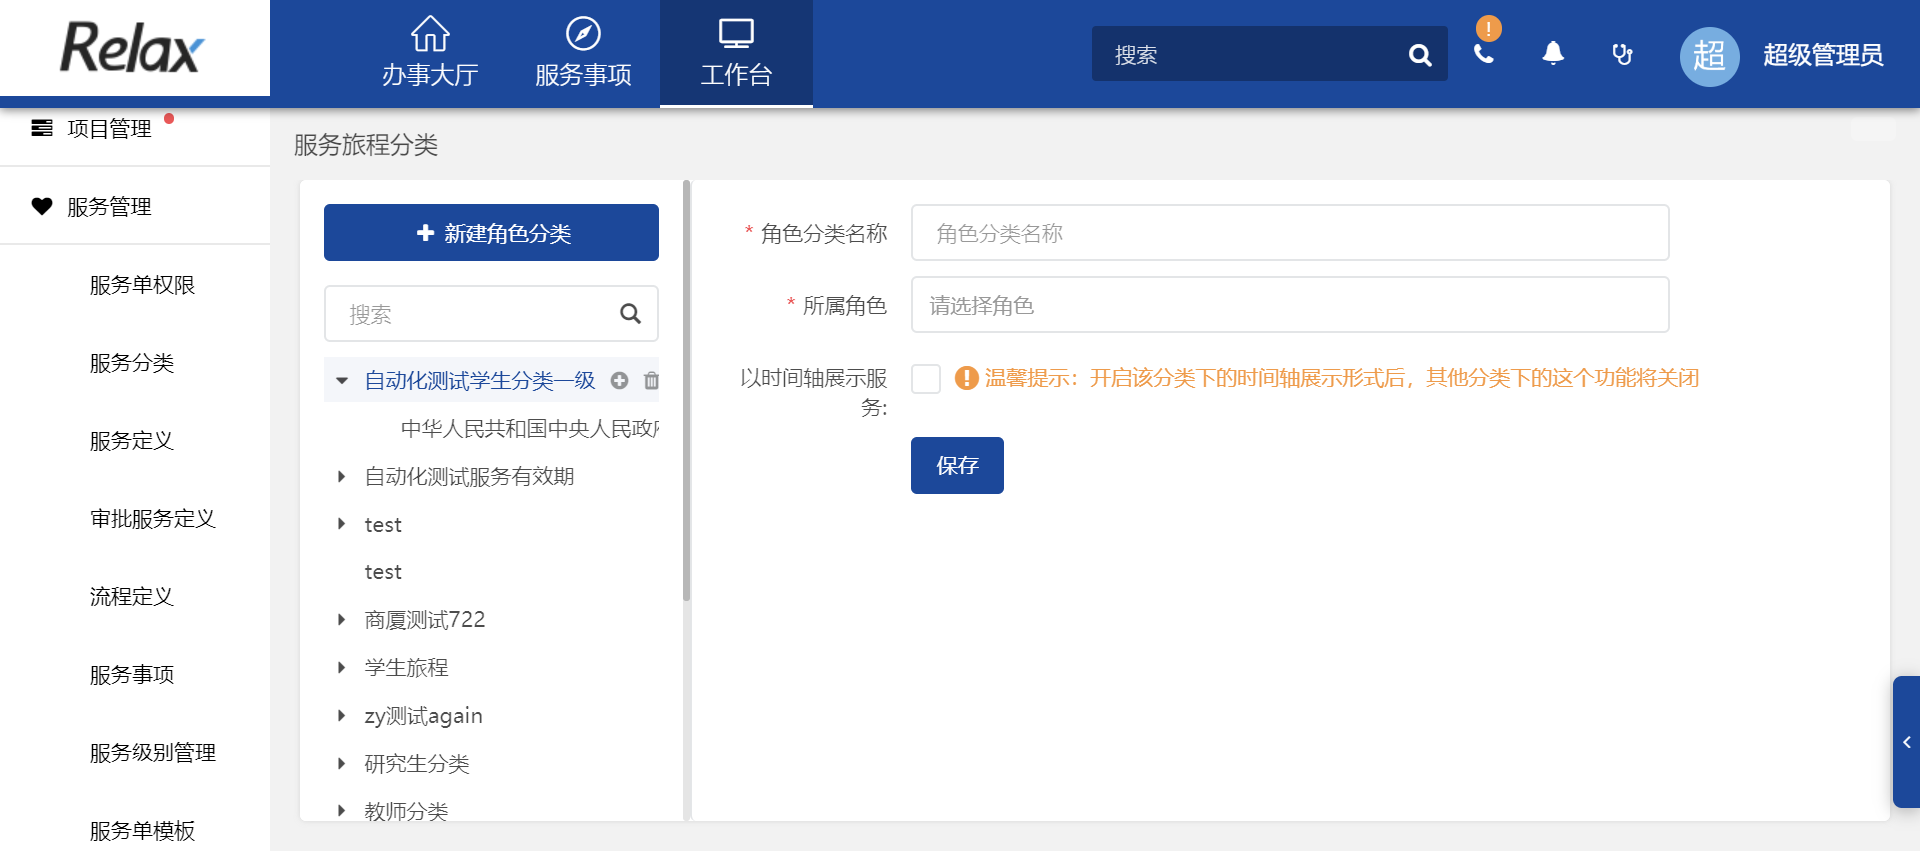 Relax
办事大厅
服务事项
工作台
搜索
超
超级管理员
项目管理
服务管理
服务单权限
服务分类
服务定义
审批服务定义
流程定义
服务事项
服务级别管理
服务单模板
服务旅程分类
新建角色分类
搜索
自动化测试学生分类一级
中华人民共和国中央人民政府
自动化测试服务有效期
test
test
商厦测试722
学生旅程
zy测试again
研究生分类
教师分类
* 角色分类名称
角色分类名称
* 所属角色
请选择角色
以时间轴展示服
务:
温馨提示：开启该分类下的时间轴展示形式后，其他分类下的这个功能将关闭
保存